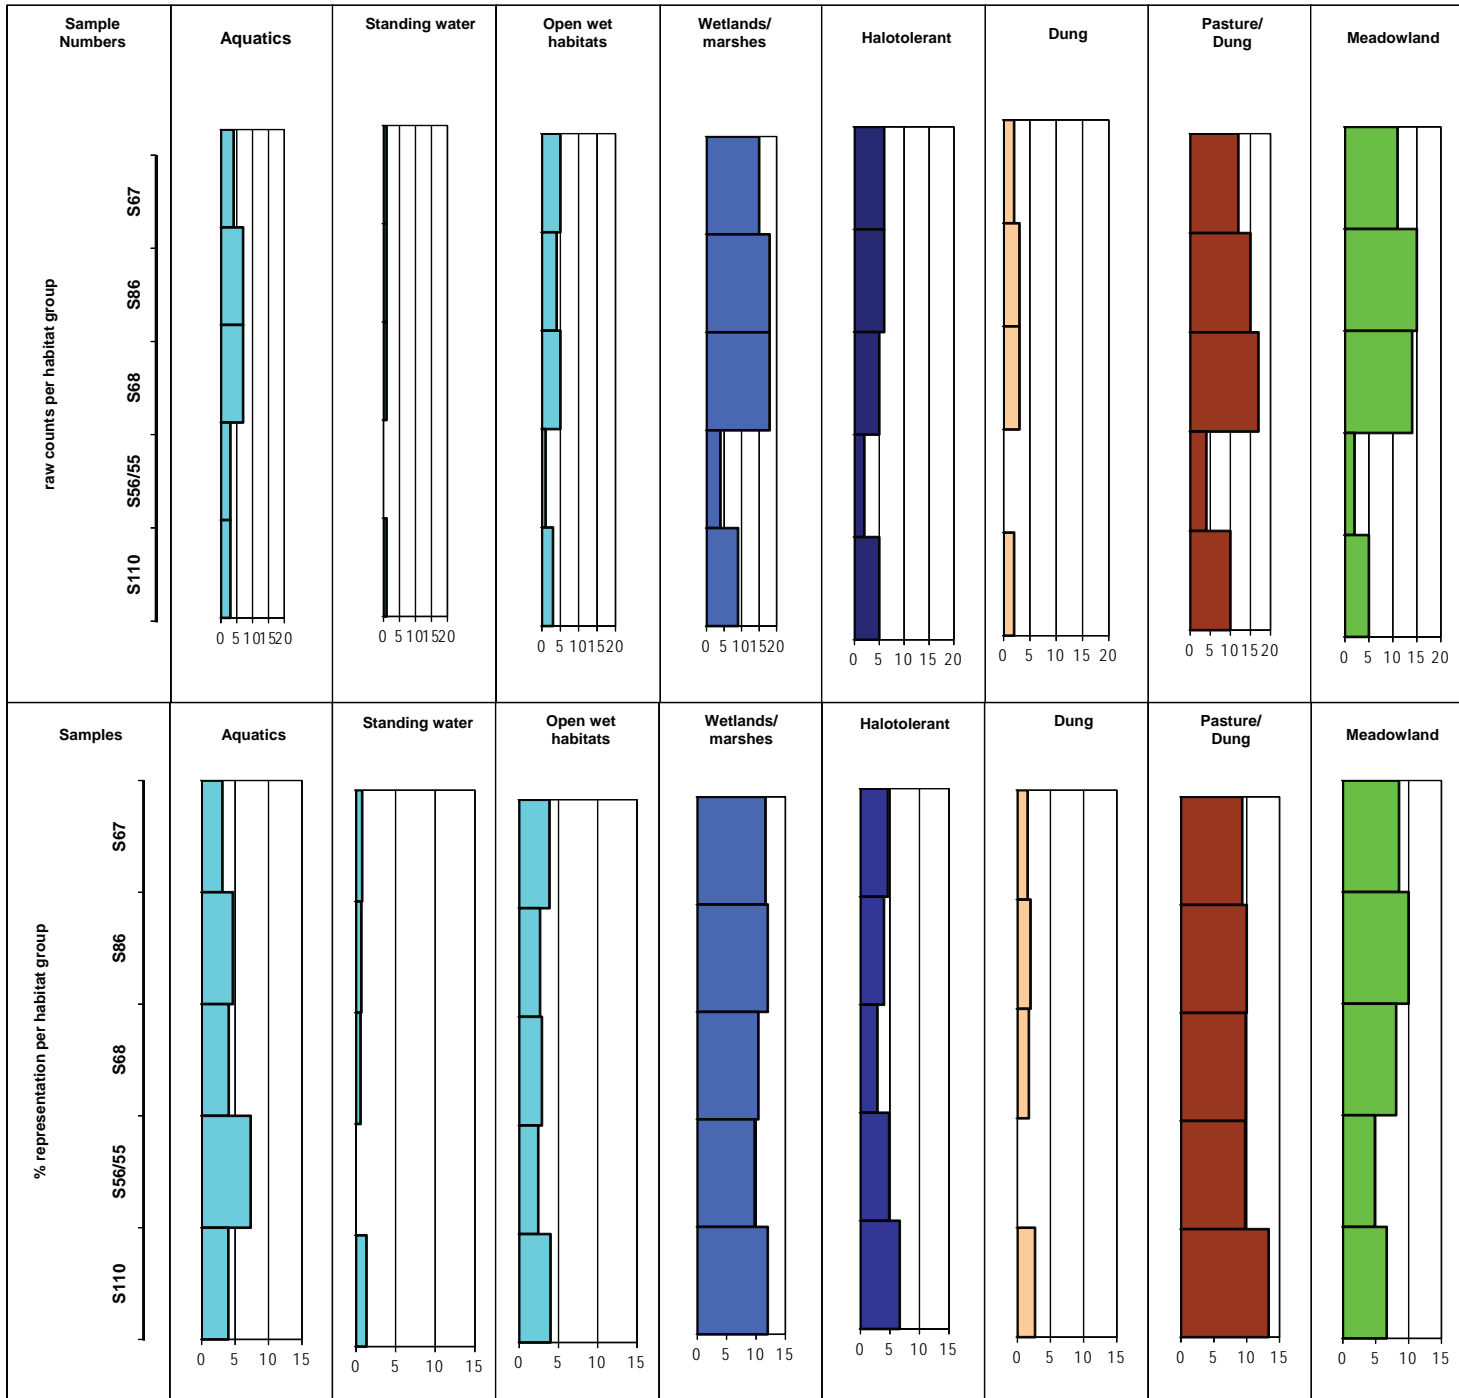 Sample
Numbers
Aquatics
Standing water
Open wet
habitats
Wetlands/
marshes
Halotolerant
Dung
Pasture/
Dung
Meadowland
raw counts per habitat group
S67
S86
S68
S56/55
S110
0 5 10 15 20
0 5 10 15 20
0 5 10 15 20
0 5 10 15 20
0 5 10 15 20
0 5 10 15 20
0 5 10 15 20
0 5 10 15 20
Samples
Aquatics
Standing water
Open wet
habitats
Wetlands/
marshes
Halotolerant
Dung
Pasture/
Dung
Meadowland
% representation per habitat group
S67
S86
S68
S56/55
S110
0 5 10 15
0 5 10 15
0 5 10 15
0 5 10 15
0 5 10 15
0 5 10 15
0 5 10 15
0 5 10 15